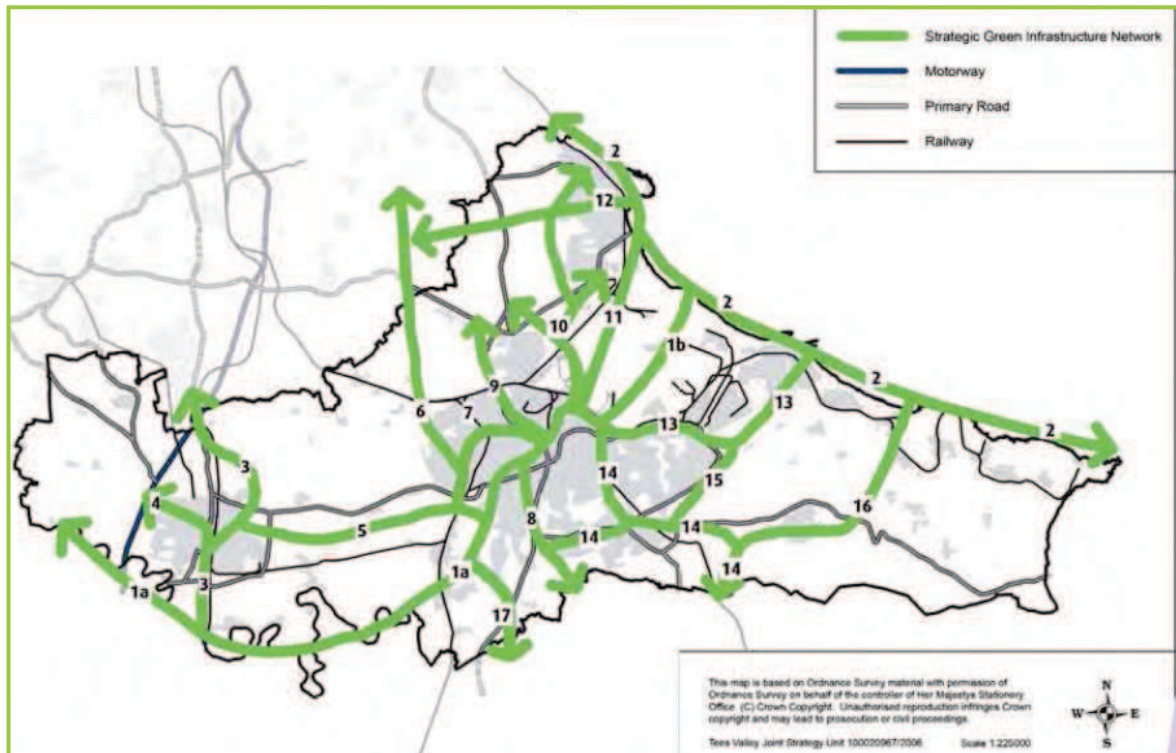 Strategic Green Infrastructure Network
Motorway
Primary Road
Railway
2
12
2
10
11
1b
2
9
6
7
13
13
2
3
14
15
4
16
5
8
14
14
1a
14
3
1a
17
This map is based on Ordnance Survey material with permission of
Ordnance Survey on behalf of the controller of Her Majestys Stationery
Office (C) Crown Copyright. Unauthorised reproduction infringes Crown
copyright and may lead to prosecution or civil proceedings.
Tees Valley Joint Strategy Unit 100020967/2006 Scale 1:225000
N
W E
S